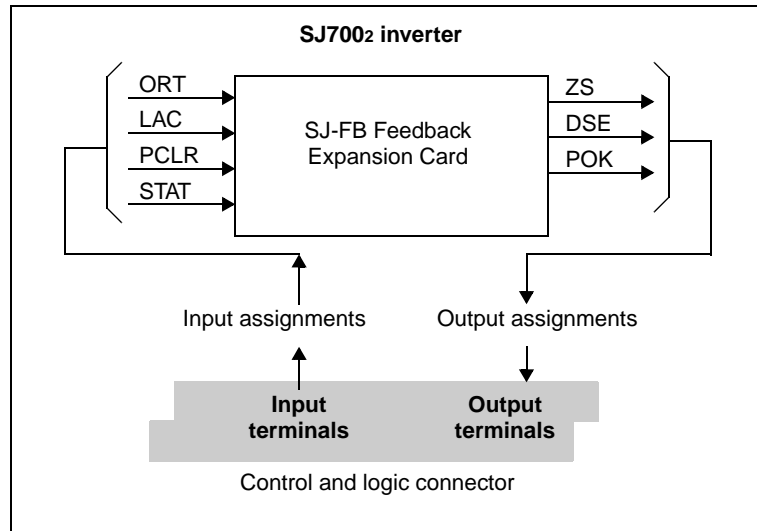 SJ7002 inverter
ORT
LAC
PCLR
STAT
SJ-FB Feedback
Expansion Card
ZS
DSE
POK
Input assignments
Output assignments
Input
terminals
Output
terminals
Control and logic connector